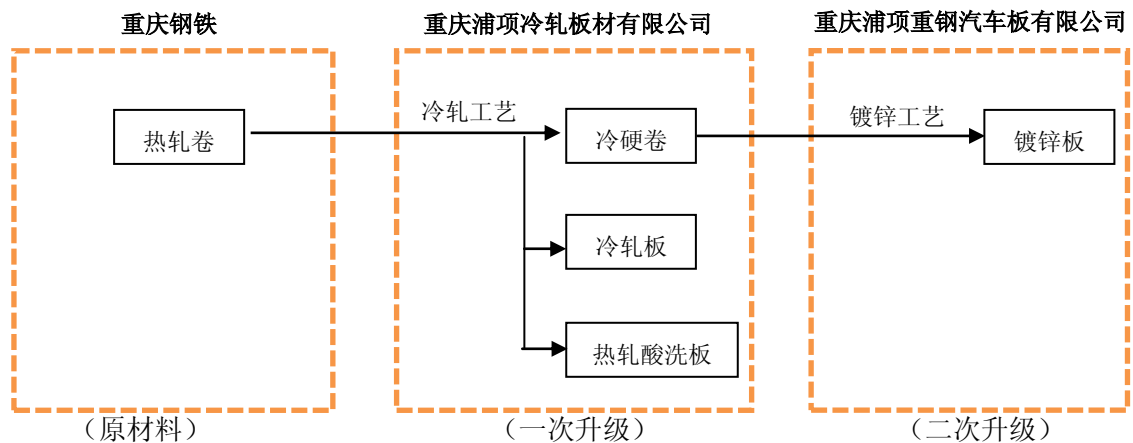 重庆钢铁
重庆浦项冷轧板材有限公司
重庆浦项重钢汽车板有限公司
热轧卷
冷轧工艺
冷硬卷
镀锌工艺
镀锌板
冷轧板
热轧酸洗板
（原材料）
（一次升级）
（二次升级）